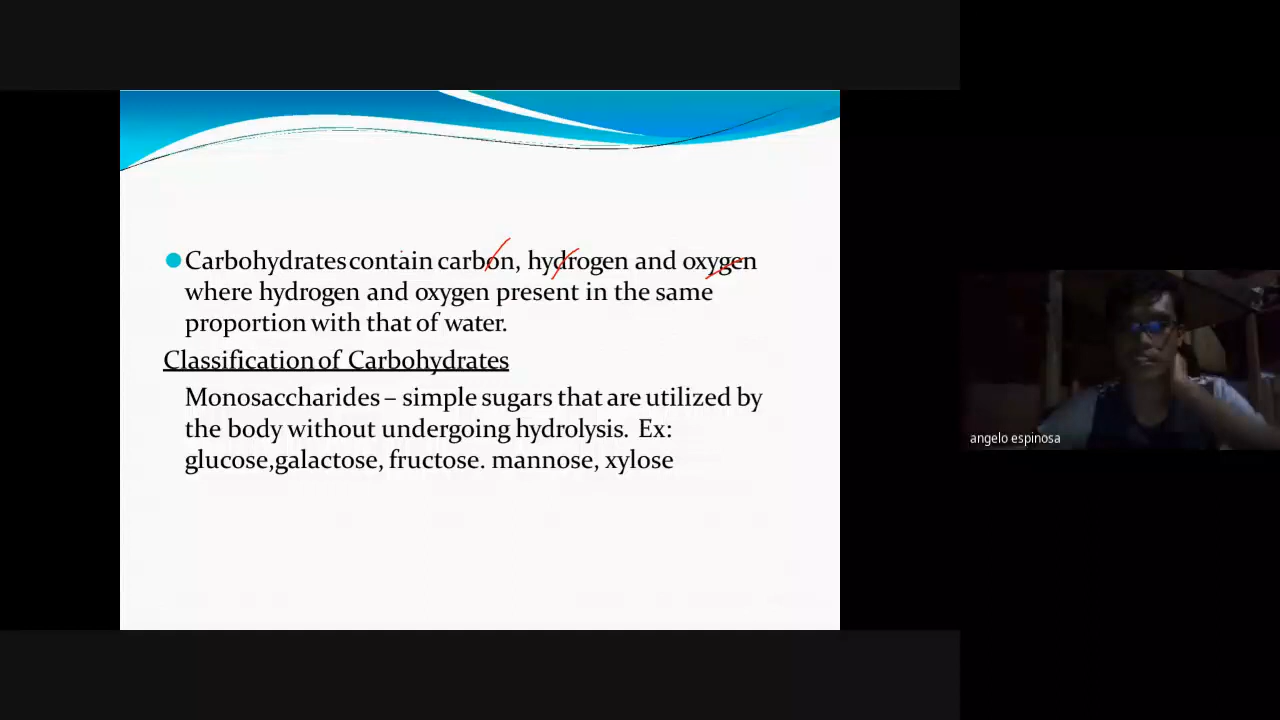 Carbohydrates contain carbon, hydrogen and oxygen
where hydrogen and oxygen present in the same
proportion with that of water.
Classification of Carbohydrates
Monosaccharides – simple sugars that are utilized by
the body without undergoing hydrolysis. Ex:
glucose,galactose, fructose. mannose, xylose
angelo espinosa